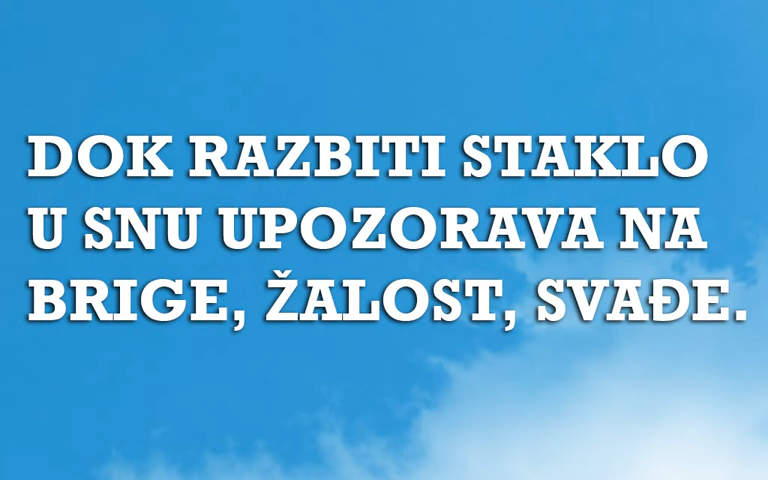 DOK RAZBITI STAKLO
U SNU UPOZORAVA NA
BRIGE, ŽALOST, SVAĐE.